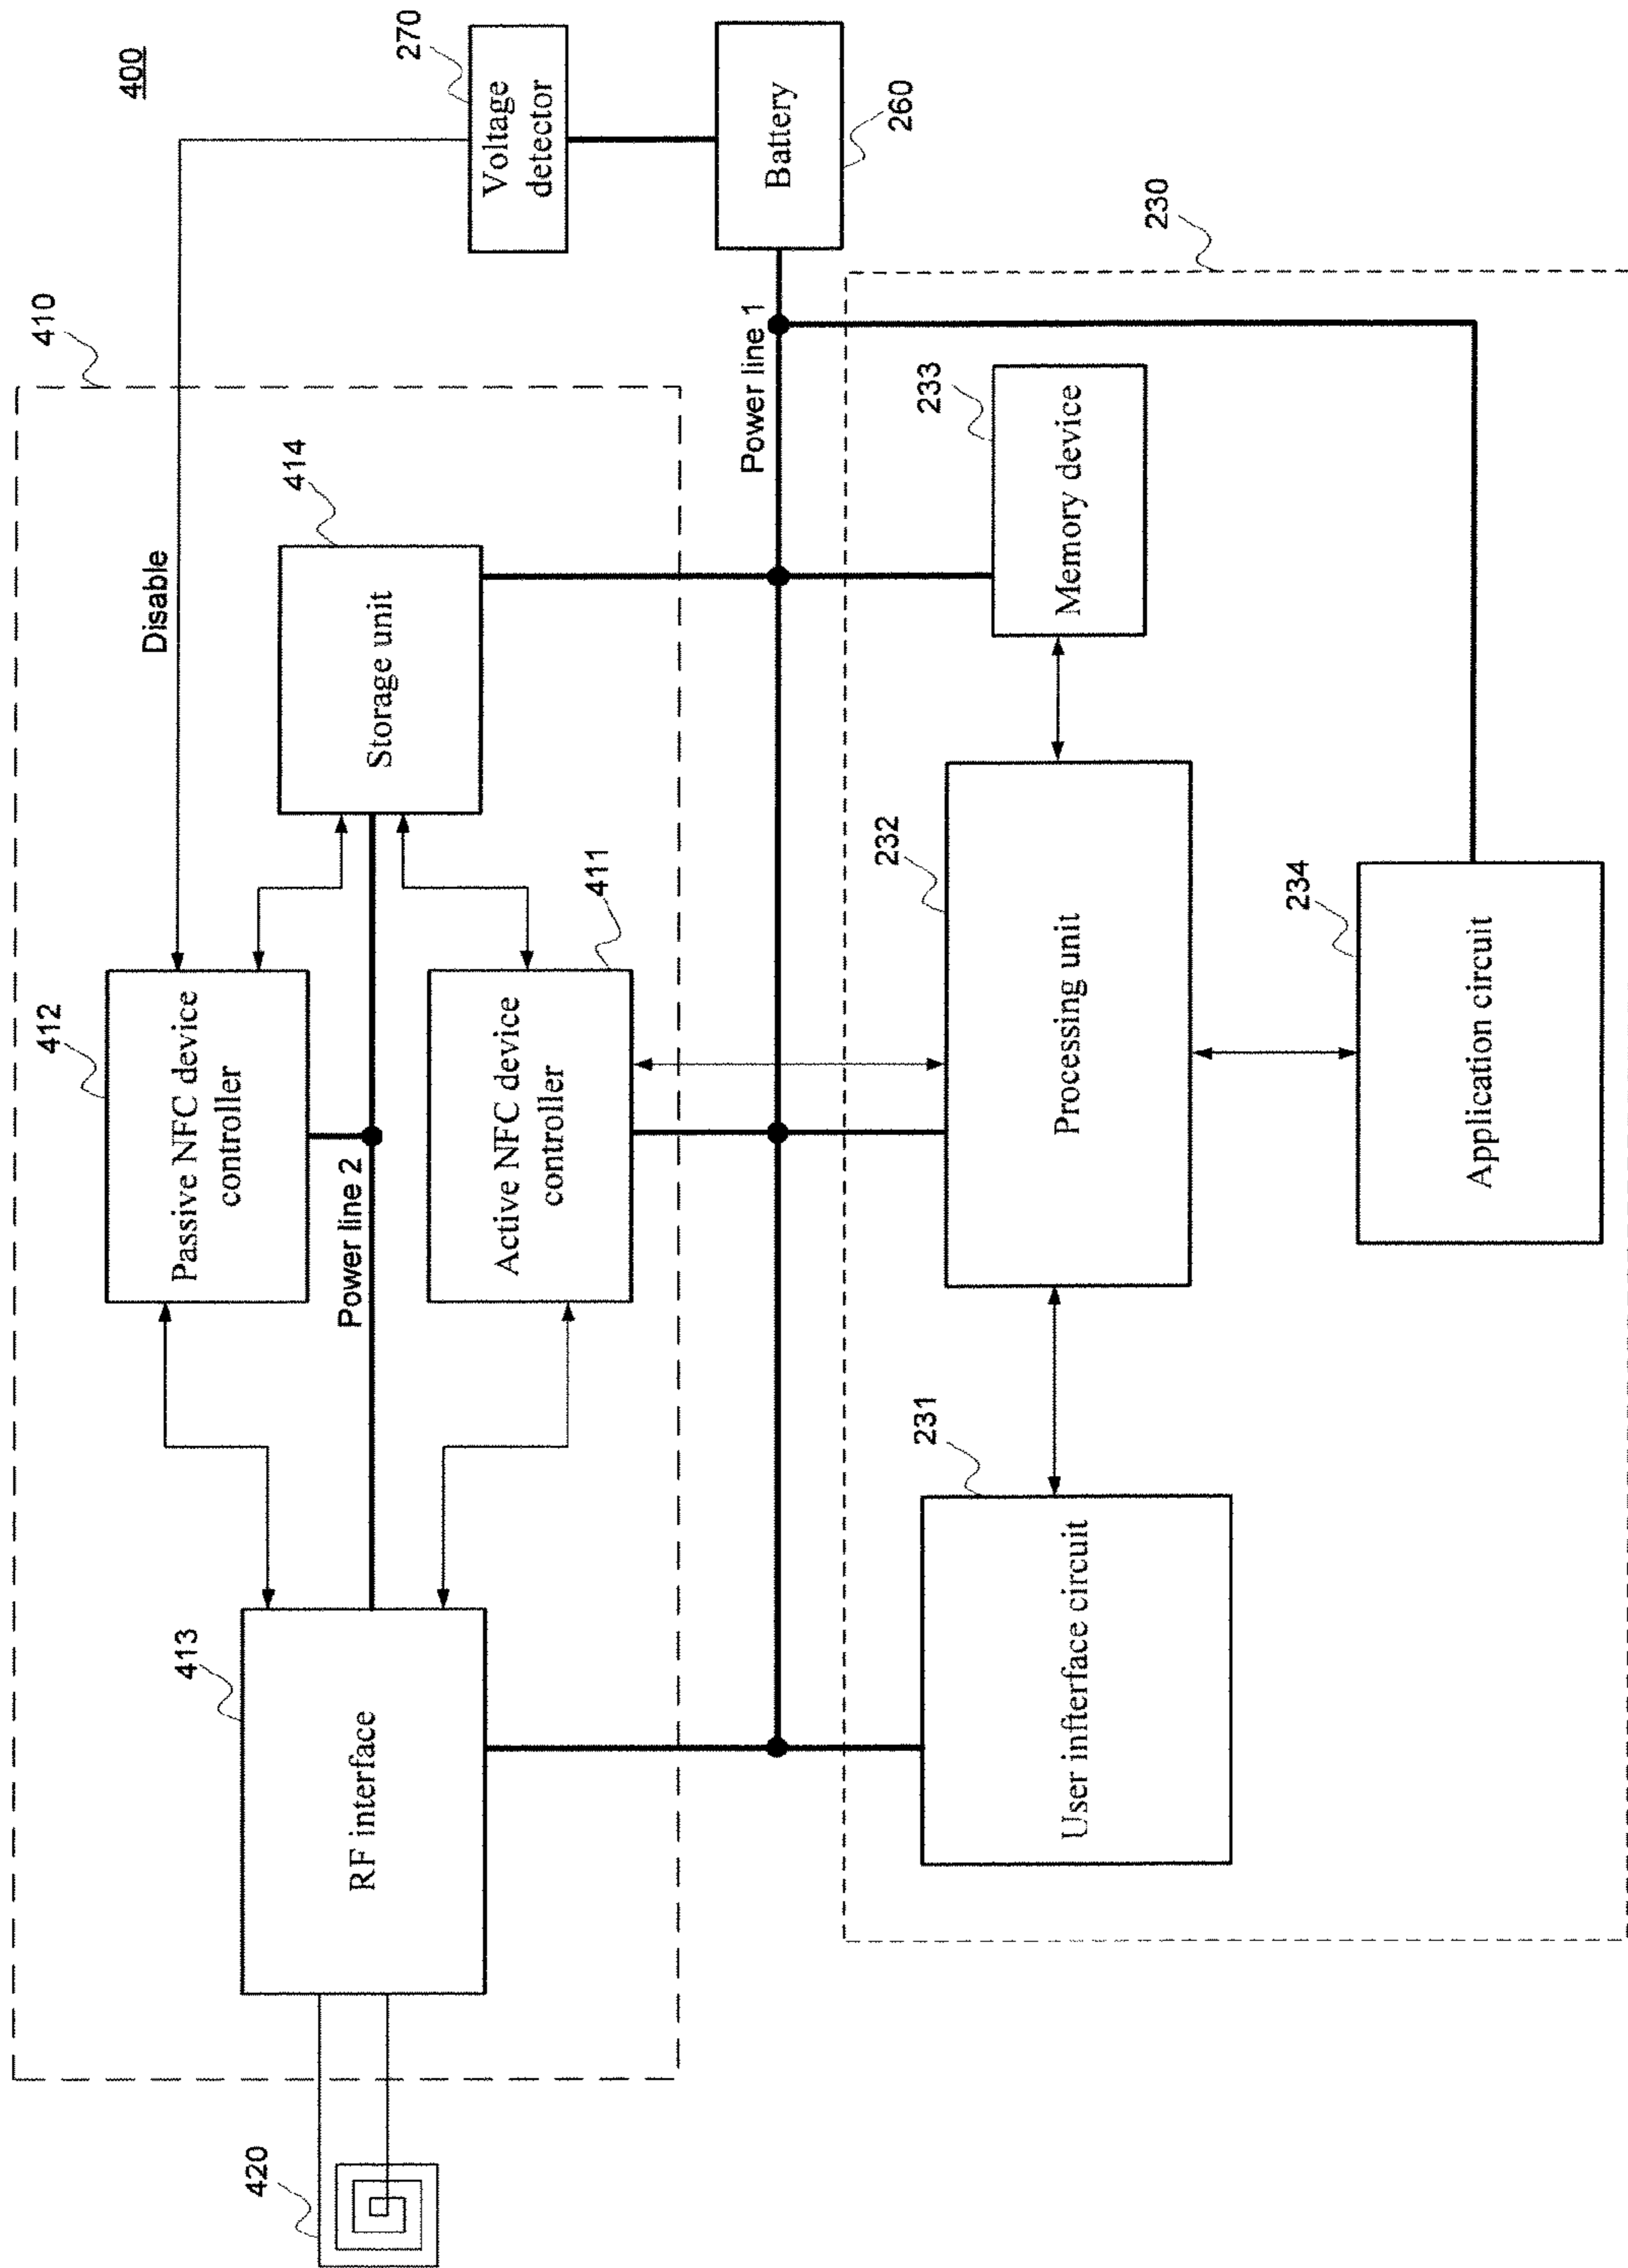 400
410
412
Passive NFC device
controller
Disable
414
Storage unit
270
Voltage
detector
413
RF interface
420
Power line 2
411
Active NFC device
controller
Power line 1
Battery
260
230
231
User infterface circuit
232
Processing unit
233
Memory device
234
Application circuit